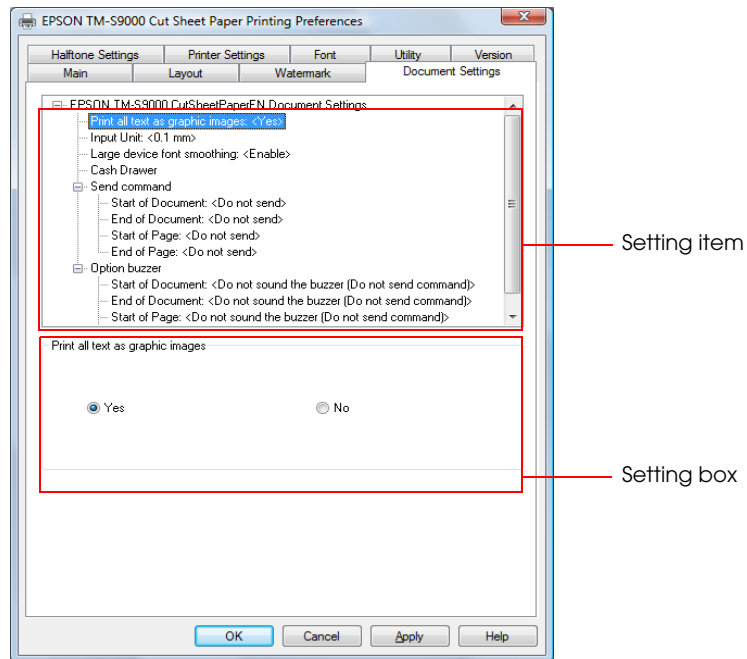 EPSON TM-S9000 Cut Sheet Paper Printing Preferences
Halftone Settings Printer Settings Font Utility Version
Main Layout Watermark Document Settings
EPSON TM-S9000 CutSheetPaperEN Document Settings
Print all text as graphic images: <Yes>
Input Unit: <0.1 mm>
Large device font smoothing: <Enable>
Cash Drawer
Send command
Start of Document: <Do not send>
End of Document: <Do not send>
Start of Page: <Do not send>
End of Page: <Do not send>
Option buzzer
Start of Document: <Do not sound the buzzer (Do not send command)>
End of Document: <Do not sound the buzzer (Do not send command)>
Start of Page: <Do not sound the buzzer (Do not send command)>
Setting item
Print all text as graphic images
Yes No
Setting box
OK Cancel Apply Help